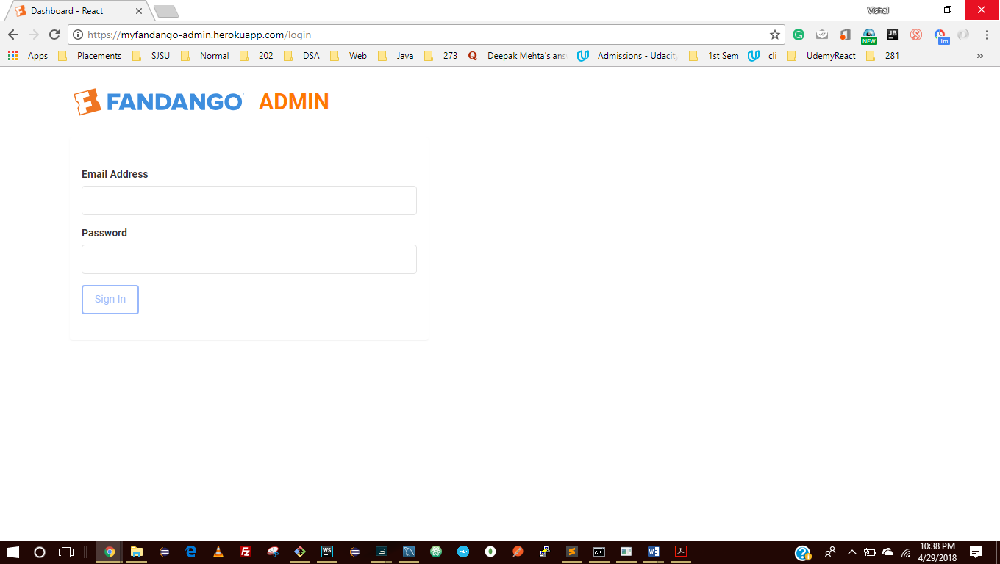 Dashboard - React
Vishal
https://myfandango-admin.herokuapp.com/login
NEW
JB
1m
Apps Placements SJSU Normal 202 DSA Web Java 273 Deepak Mehta's ans Admissions - Udacity 1st Sem cli UdemyReact 281 »
FANDANGO ADMIN
Email Address
Password
Sign In
WS
10:38 PM
4/29/2018